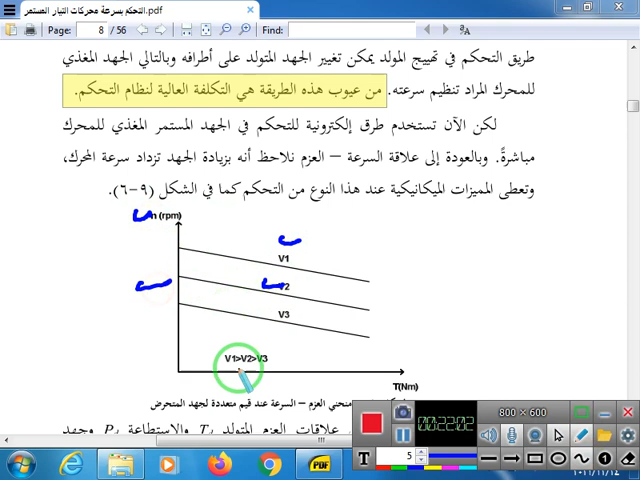 التحكم بسرعة محركات التيار المستمر.pdf
Page: 8 / 56 Find:
طريق التحكم في تهييج المولد يمكن تغيير الجهد المتولد على أطرافه وبالتالي الجهد المغذي
للمحرك المراد تنظيم سرعته. من عيوب هذه الطريقة هي التكلفة العالية لنظام التحكم.
لكن الآن تستخدم طرق إلكترونية للتحكم في الجهد المستمر المغذي للمحرك
مباشرةً. وبالعودة إلى علاقة السرعة – العزم نلاحظ أنه بزيادة الجهد تزداد سرعة المحرك،
وتعطى المميزات الميكانيكية عند هذا النوع من التحكم كما في الشكل (٩-٦).
n (rpm)
V1
V2
V3
V1>V2>V3
T(Nm)
منحني العزم – السرعة عند قيم متعددة لجهد المتحرض
علاقات العزم المتولد والاستطاعة وجهد
800 × 600
00:22:02
5
PDF